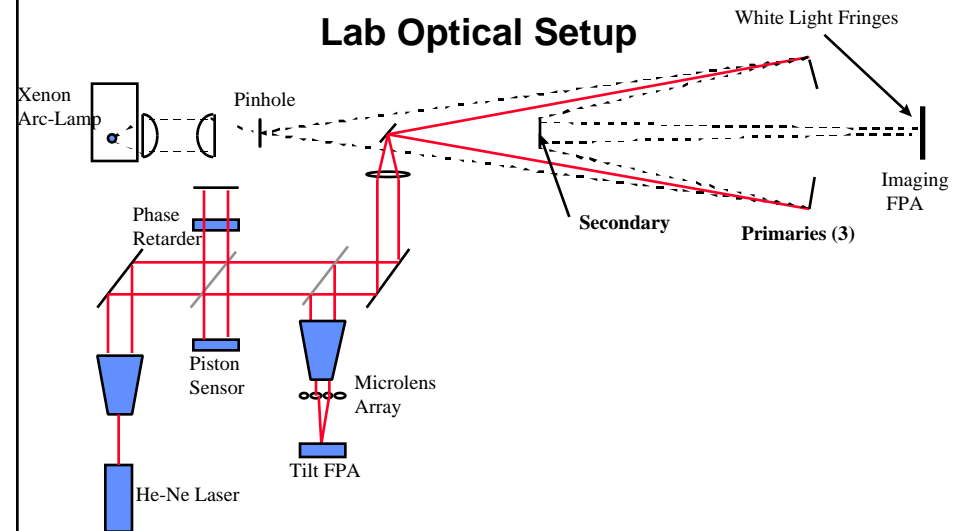 Lab Optical Setup
White Light Fringes
Xenon
Arc-Lamp
Pinhole
Imaging
FPA
Phase
Retarder
Secondary
Primaries (3)
Piston
Sensor
Microlens
Array
Tilt FPA
He-Ne Laser